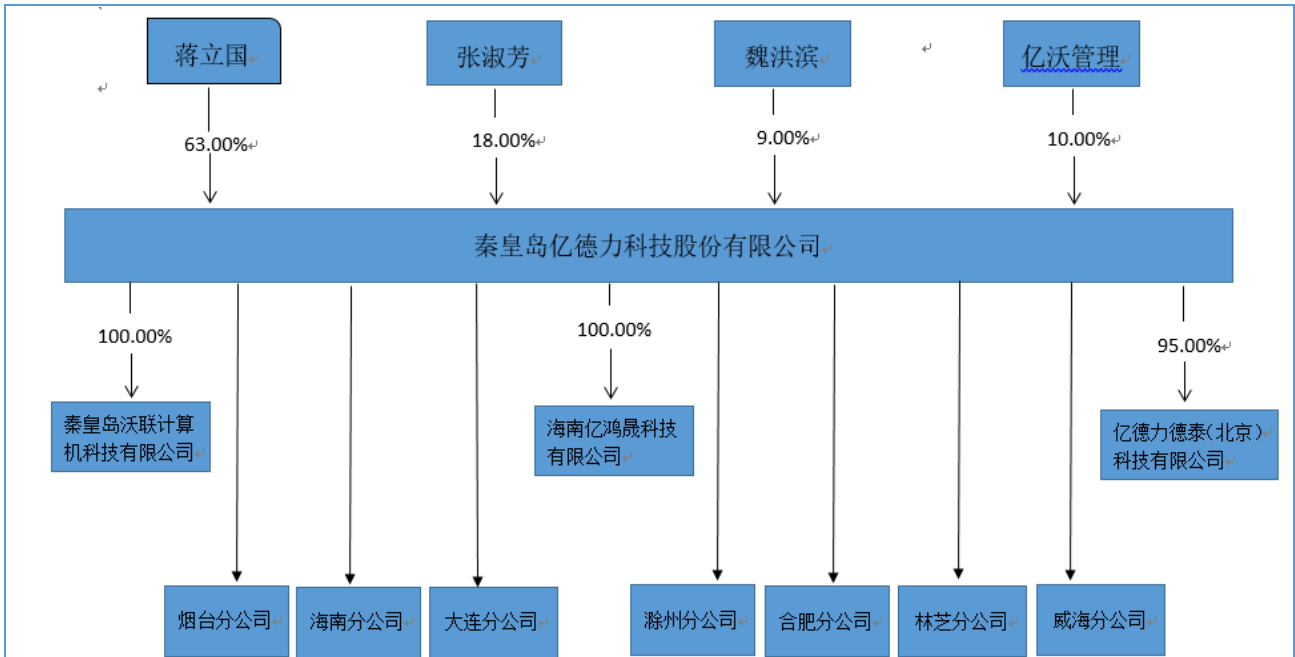 蒋立国
张淑芳
魏洪滨
亿沃管理
63.00%
18.00%
9.00%
10.00%
秦皇岛亿德力科技股份有限公司
100.00%
100.00%
95.00%
秦皇岛沃联计算
机科技有限公司
海南亿鸿晟科技
有限公司
亿德力德泰（北京）
科技有限公司
烟台分公司
海南分公司
大连分公司
滁州分公司
合肥分公司
林芝分公司
威海分公司